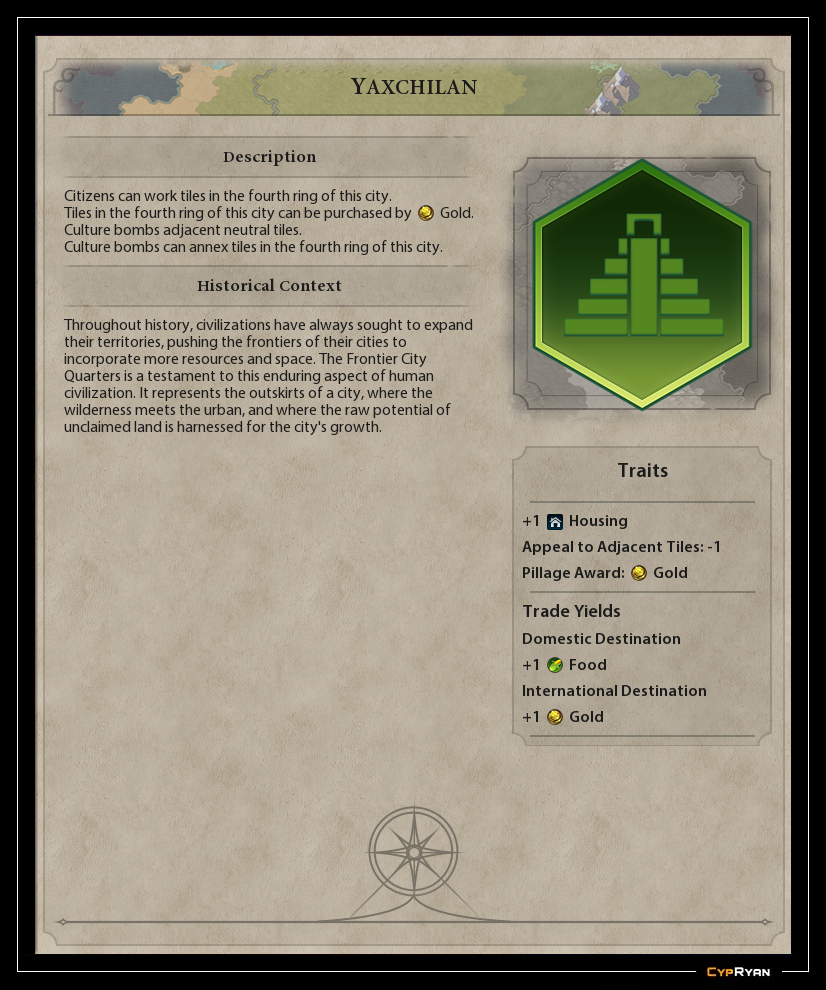 YAXCHILAN
Description
Citizens can work tiles in the fourth ring of this city.
Tiles in the fourth ring of this city can be purchased by Gold.
Culture bombs adjacent neutral tiles.
Culture bombs can annex tiles in the fourth ring of this city.
Historical Context
Throughout history, civilizations have always sought to expand
their territories, pushing the frontiers of their cities to
incorporate more resources and space. The Frontier City
Quarters is a testament to this enduring aspect of human
civilization. It represents the outskirts of a city, where the
wilderness meets the urban, and where the raw potential of
unclaimed land is harnessed for the city's growth.
Traits
+1 Housing
Appeal to Adjacent Tiles: -1
Pillage Award: Gold
Trade Yields
Domestic Destination
+1 Food
International Destination
+1 Gold
CYPRYAN